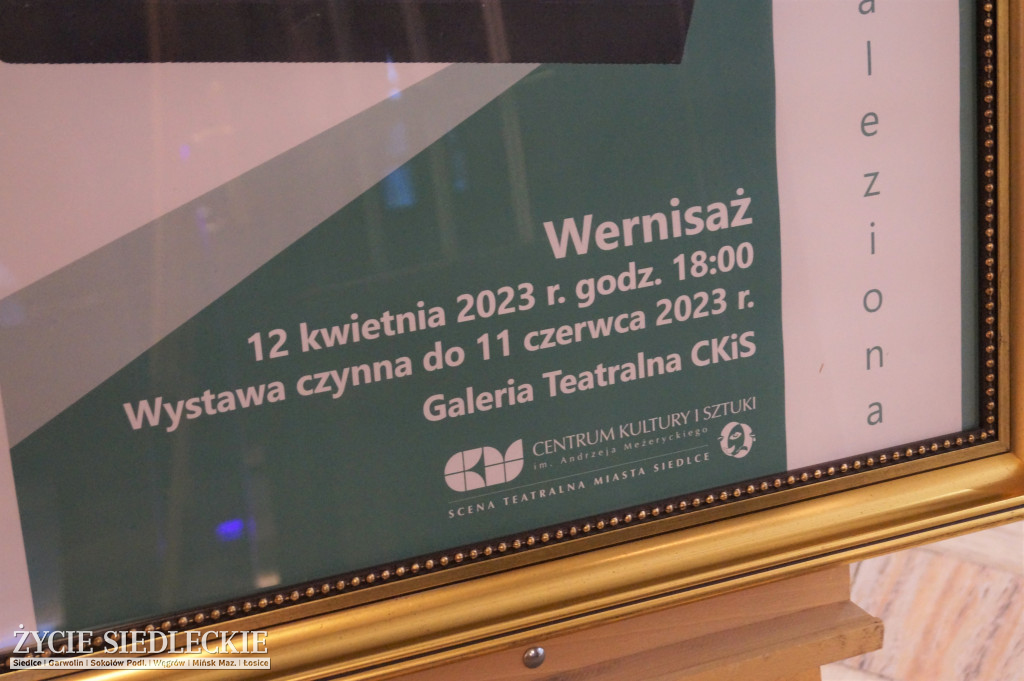 Wernisaż
12 kwietnia 2023 r. godz. 18:00
Wystawa czynna do 11 czerwca 2023 r.
Galeria Teatralna CKiS
CENTRUM KULTURY I SZTUKI
im. Andrzeja Meżeryckiego
SCENA TEATRALNA MIASTA SIEDLCE
a
l
e
z
i
o
n
a
ŻYCIE SIEDLECKIE
Siedlce | Garwolin | Sokołów Podl. | Węgrów | Mińsk Maz. | Łosice